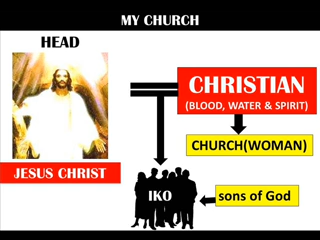 MY CHURCH
HEAD
CHRISTIAN
(BLOOD, WATER & SPIRIT)
CHURCH(WOMAN)
JESUS CHRIST
IKO
sons of God